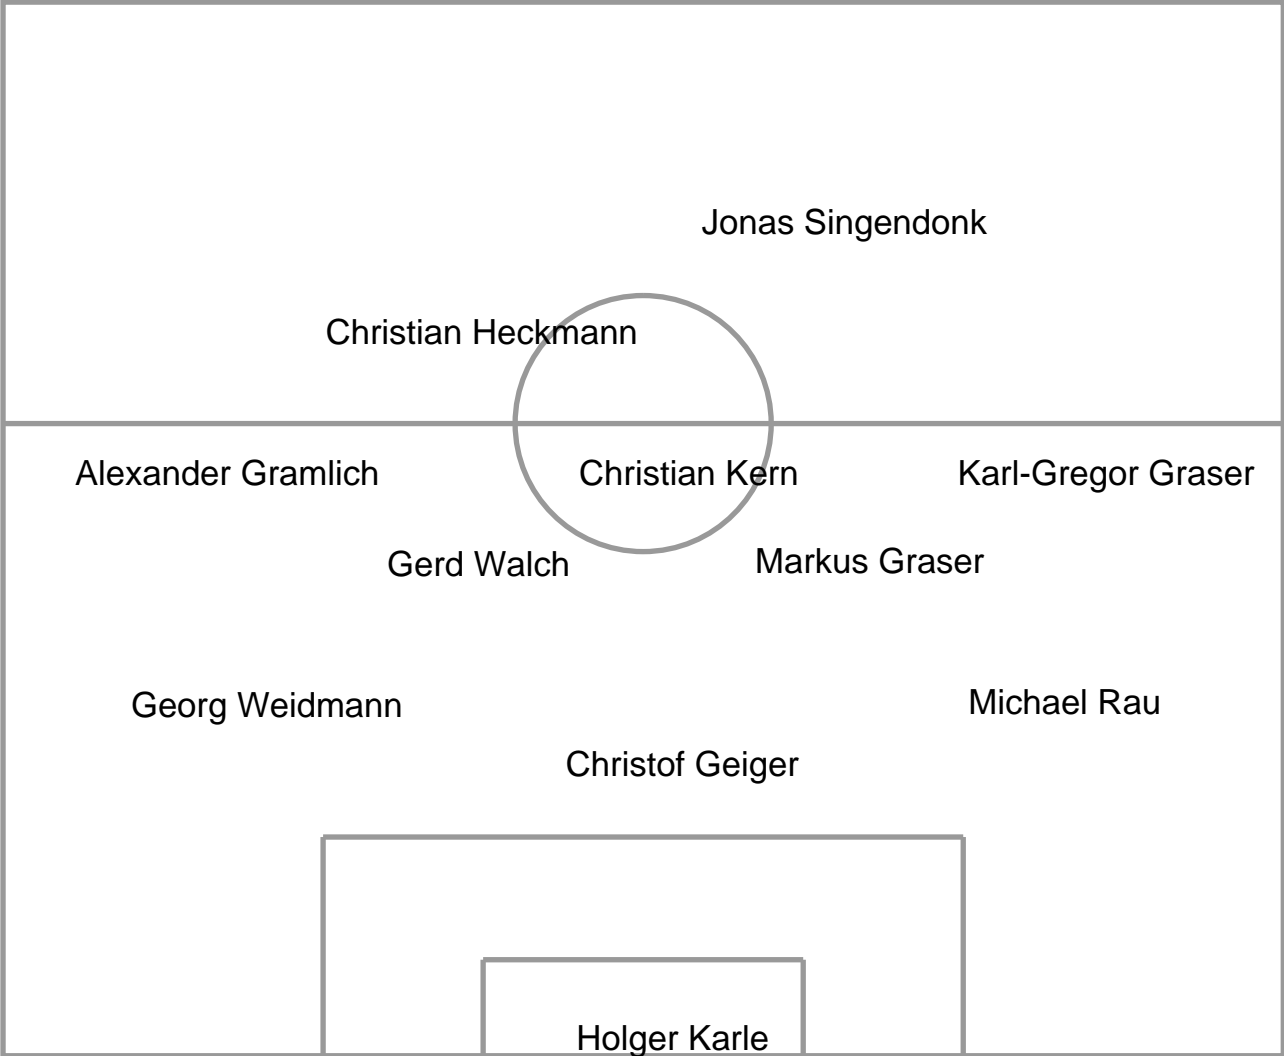 Jonas Singendonk
Christian Heckmann
Alexander Gramlich
Christian Kern
Karl-Gregor Graser
Gerd Walch
Markus Graser
Georg Weidmann
Michael Rau
Christof Geiger
Holger Karle